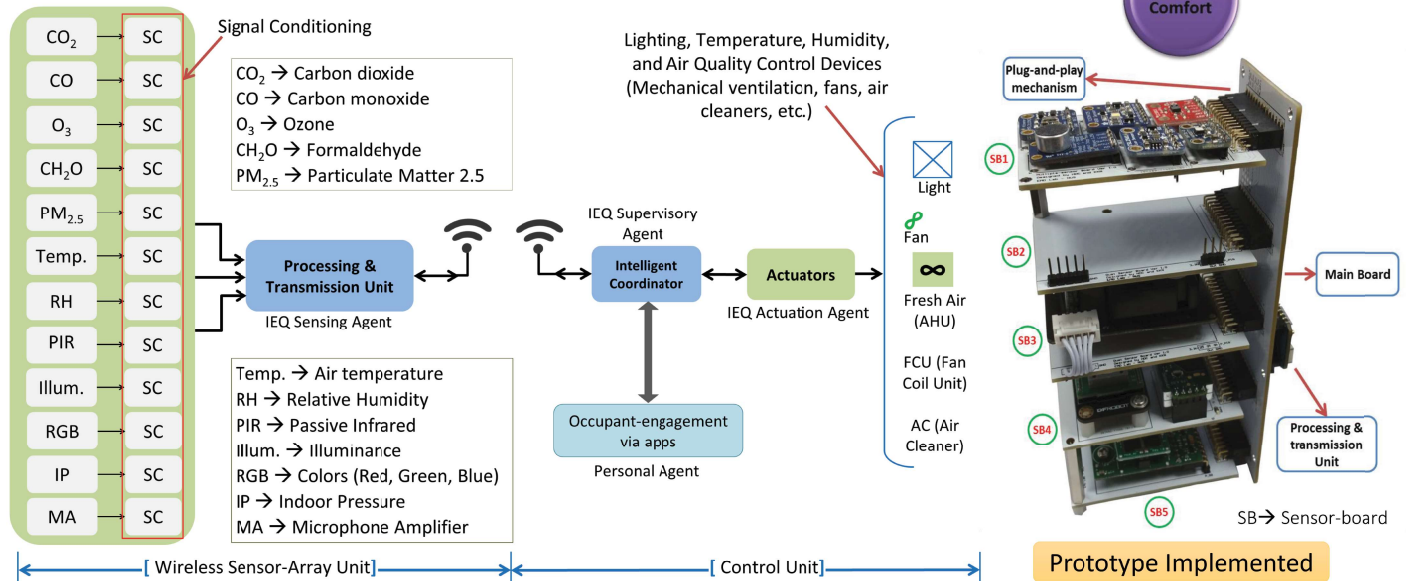 Comfort
CO2
SC
CO
SC
O3
SC
CH2O
SC
PM2.5
SC
Temp.
SC
RH
SC
PIR
SC
Illum.
SC
RGB
SC
IP
SC
MA
SC
Signal Conditioning
CO2 → Carbon dioxide
CO → Carbon monoxide
O3 → Ozone
CH2O → Formaldehyde
PM2.5 → Particulate Matter 2.5
Processing &
Transmission Unit
IEQ Sensing Agent
Temp. → Air temperature
RH → Relative Humidity
PIR → Passive Infrared
Illum. → Illuminance
RGB → Colors (Red, Green, Blue)
IP → Indoor Pressure
MA → Microphone Amplifier
[ Wireless Sensor-Array Unit]
IEQ Supervisory
Agent
Intelligent
Coordinator
Occupant-engagement
via apps
Personal Agent
Actuators
IEQ Actuation Agent
[ Control Unit]
Lighting, Temperature, Humidity,
and Air Quality Control Devices
(Mechanical ventilation, fans, air
cleaners, etc.)
Light
Fan
Fresh Air
(AHU)
FCU (Fan
Coil Unit)
AC (Air
Cleaner)
Plug-and-play
mechanism
SB1
SB2
SB3
SB4
SB5
Main Board
Processing &
transmission
Unit
SB→ Sensor-board
Prototype Implemented